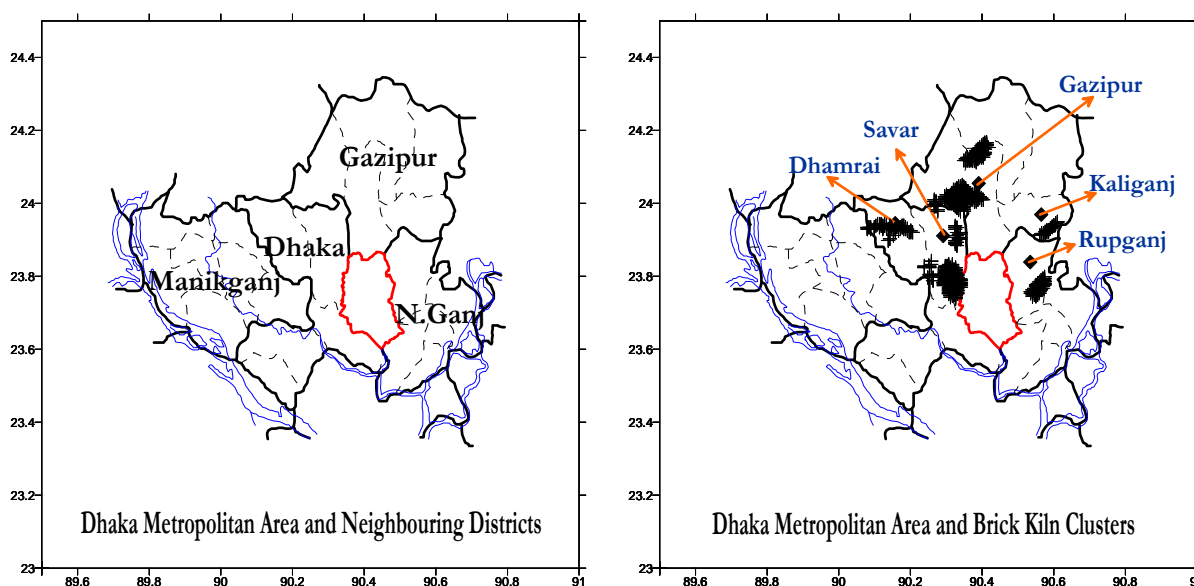 24.4
24.2
24
23.8
23.6
23.4
23.2
23
89.6
89.8
90
90.2
90.4
90.6
90.8
91
Gazipur
Dhaka
Manikganj
N.Ganj
Dhaka Metropolitan Area and Neighbouring Districts
24.4
24.2
24
23.8
23.6
23.4
23.2
23
89.6
89.8
90
90.2
90.4
90.6
90.8
Gazipur
Savar
Dhamrai
Kaliganj
Rupganj
Dhaka Metropolitan Area and Brick Kiln Clusters